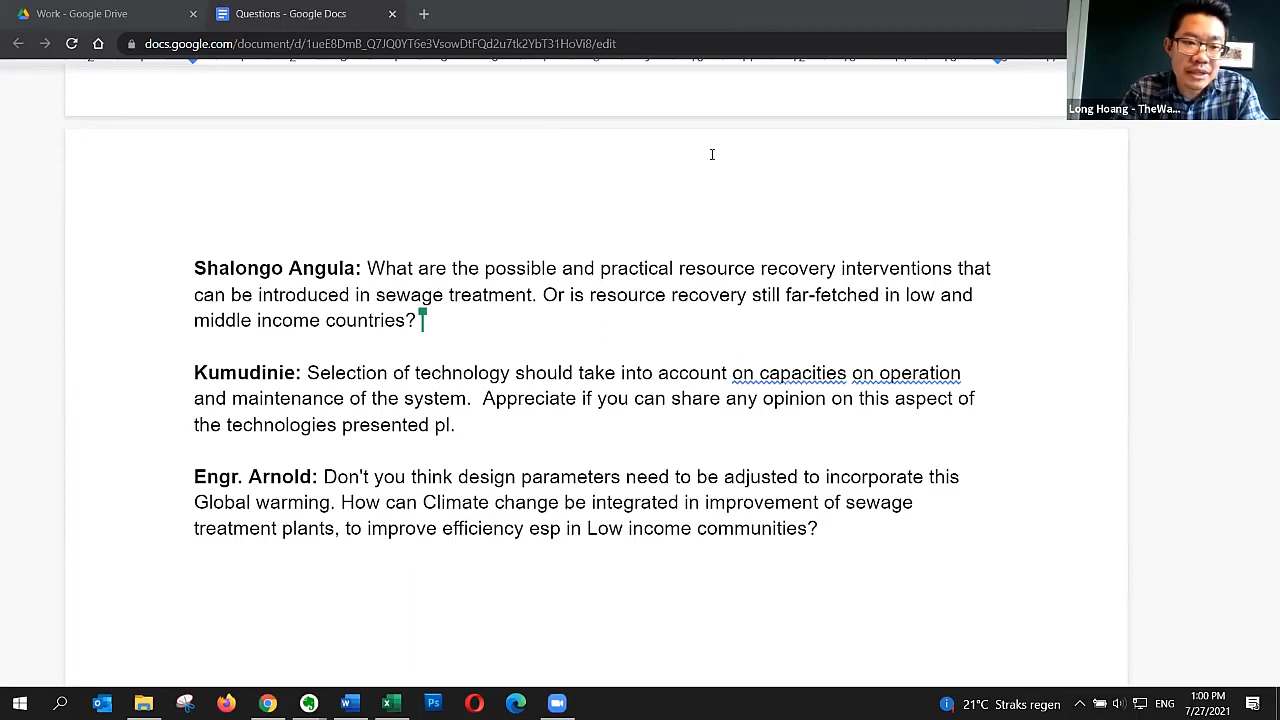 Work - Google Drive
Questions - Google Docs
docs.google.com/document/d/1ueE8DmB_Q7JQ0YT6e3VsowDtFQd2u7tk2YbT31HoVi8/edit
Long Hoang - TheWa...
Shalongo Angula: What are the possible and practical resource recovery interventions that
can be introduced in sewage treatment. Or is resource recovery still far-fetched in low and
middle income countries?
Kumudinie: Selection of technology should take into account on capacities on operation
and maintenance of the system.  Appreciate if you can share any opinion on this aspect of
the technologies presented pl.
Engr. Arnold: Don't you think design parameters need to be adjusted to incorporate this
Global warming. How can Climate change be integrated in improvement of sewage
treatment plants, to improve efficiency esp in Low income communities?
21°C Straks regen
ENG
1:00 PM
7/27/2021